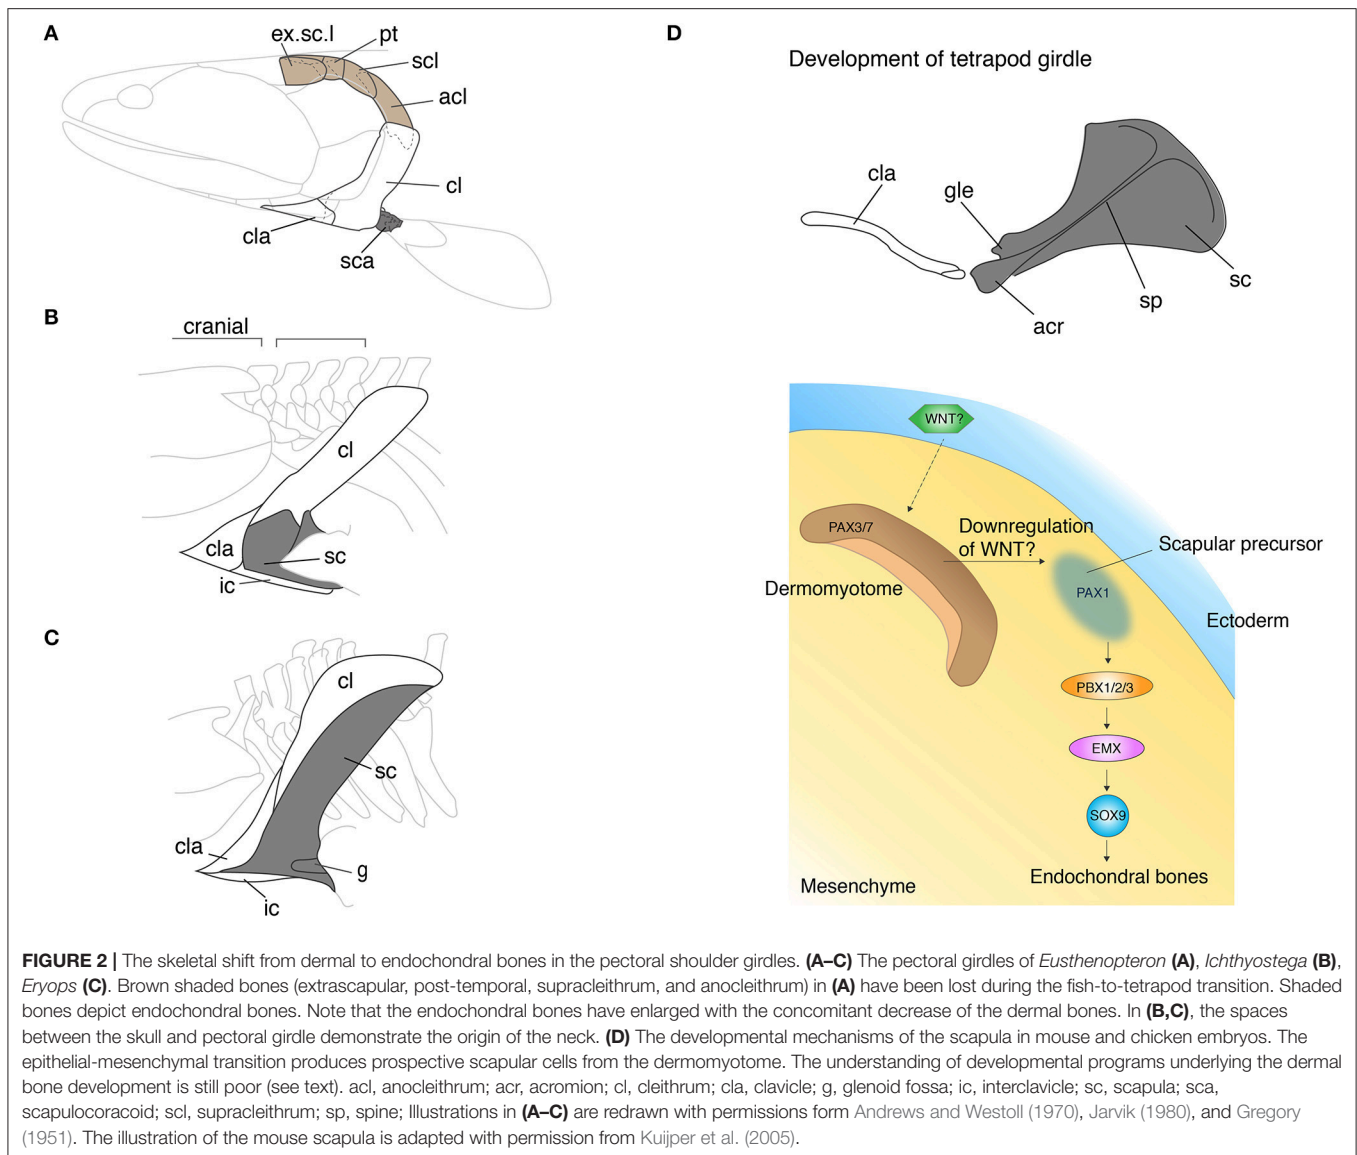 A
ex.sc.l
pt
scl
acl
cl
cla
sca
B
cranial
cl
cla
sc
ic
C
cl
sc
cla
g
ic
D
Development of tetrapod girdle
cla
gle
sc
sp
acr
WNT?
PAX3/7
Downregulation
of WNT?
Scapular precursor
Dermomyotome
PAX1
Ectoderm
PBX1/2/3
EMX
SOX9
Endochondral bones
Mesenchyme
FIGURE 2 | The skeletal shift from dermal to endochondral bones in the pectoral shoulder girdles. (A–C) The pectoral girdles of Eusthenopteron (A), Ichthyostega (B),
Eryops (C). Brown shaded bones (extrascapular, post-temporal, supracleithrum, and anocleithrum) in (A) have been lost during the fish-to-tetrapod transition. Shaded
bones depict endochondral bones. Note that the endochondral bones have enlarged with the concomitant decrease of the dermal bones. In (B,C), the spaces
between the skull and pectoral girdle demonstrate the origin of the neck. (D) The developmental mechanisms of the scapula in mouse and chicken embryos. The
epithelial-mesenchymal transition produces prospective scapular cells from the dermomyotome. The understanding of developmental programs underlying the dermal
bone development is still poor (see text). acl, anocleithrum; acr, acromion; cl, cleithrum; cla, clavicle; g, glenoid fossa; ic, interclavicle; sc, scapula; sca,
scapulocoracoid; scl, supracleithrum; sp, spine; Illustrations in (A–C) are redrawn with permissions form Andrews and Westoll (1970), Jarvik (1980), and Gregory
(1951). The illustration of the mouse scapula is adapted with permission from Kuijper et al. (2005).